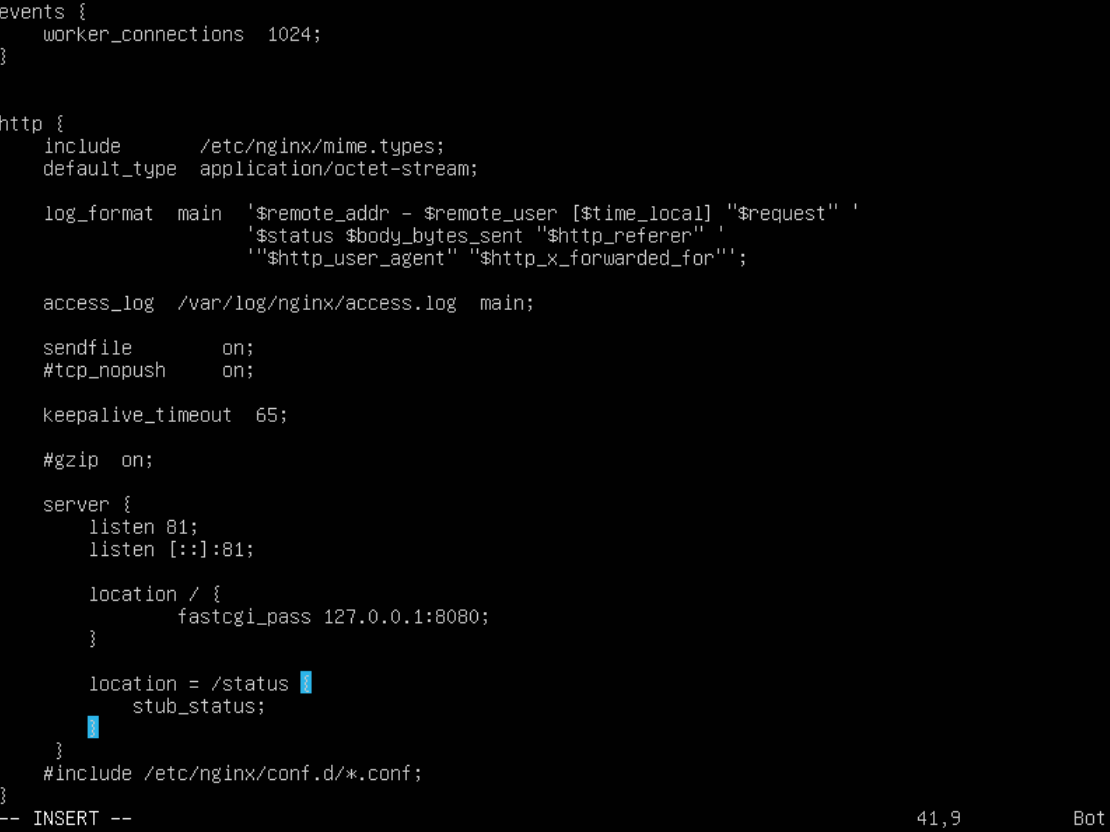 events {
    worker_connections  1024;
}


http {
    include       /etc/nginx/mime.types;
    default_type  application/octet-stream;

    log_format  main  '$remote_addr - $remote_user [$time_local] "$request" '
                      '$status $body_bytes_sent "$http_referer" '
                      '"$http_user_agent" "$http_x_forwarded_for"';

    access_log  /var/log/nginx/access.log  main;

    sendfile        on;
    #tcp_nopush     on;

    keepalive_timeout  65;

    #gzip  on;

    server {
        listen 81;
        listen [::]:81;

        location / {
                fastcgi_pass 127.0.0.1:8080;
        }

        location = /status {
            stub_status;
        }
     }
    #include /etc/nginx/conf.d/*.conf;
}
-- INSERT --                                                                      41,9          Bot